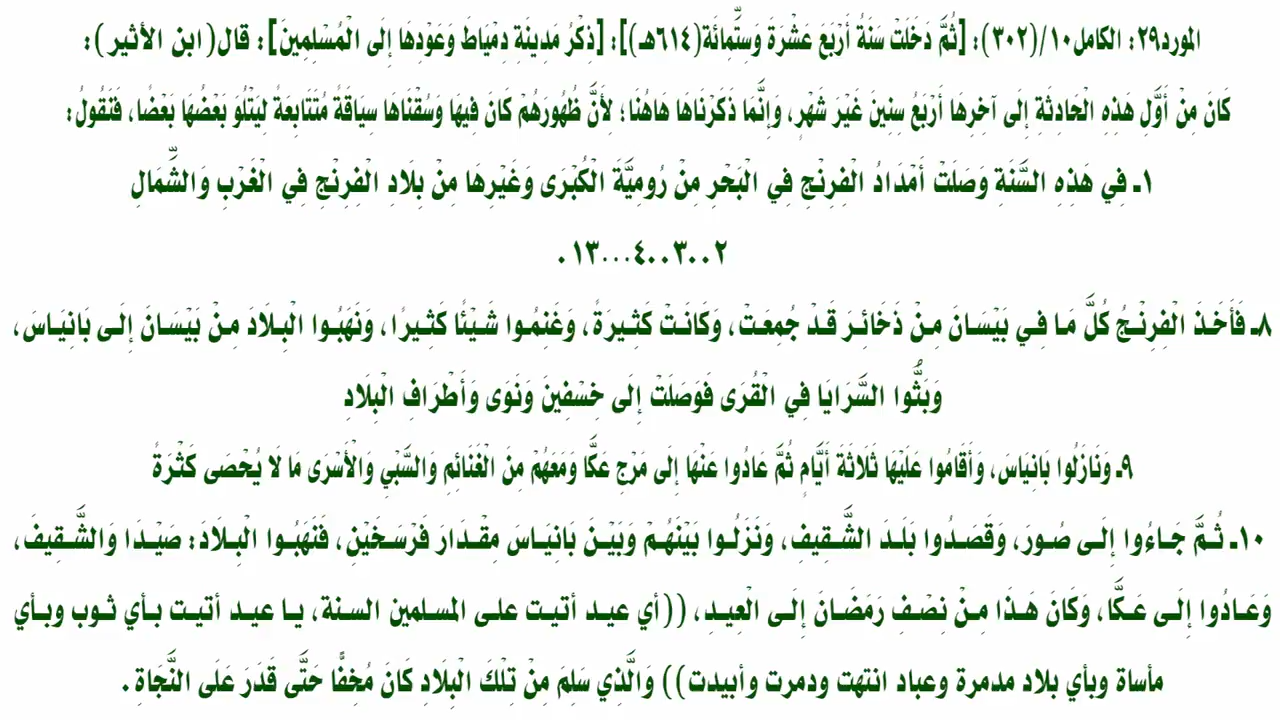 المورد٢٩: الكامل١٠/(٣٠٢): [ثُمَّ دَخَلَتْ سَنَةُ أَرْبَعَ عَشْرَةَ وَسِتِّمِائَة(٦١٤هـ)]: [ذِكْرُ مَدِينَةِ دِمْيَاطَ وَعَوْدِهَا إِلَى الْمُسْلِمِينَ]: قال(ابن الأثير):
كَانَ مِنْ أَوَّلِ هَذِهِ الْحَادِثَةِ إِلَى آخِرِهَا أَرْبَعُ سِنِينَ غَيْرَ شَهْرٍ، وَإِنَّمَا ذَكَرْنَاهَا هَاهُنَا؛ لِأَنَّ ظُهُورَهُمْ كَانَ فِيهَا وَسُقْنَاهَا سِيَاقَةً مُتَتَابِعَةً لِيَتْلُوَ بَعْضُهَا بَعْضًا، فَنَقُولُ:
١ـ فِي هَذِهِ السَّنَةِ وَصَلَتْ أَمْدَادُ الْفِرِنْجِ فِي الْبَحْرِ مِنْ رُومِيَّةَ الْكُبْرَى وَغَيْرِهَا مِنْ بِلَادِ الْفِرِنْجِ فِي الْغَرْبِ وَالشَّمَالِ
٢..٣..٤...١٣.
٨ـ فَأَخَذَ الْفِرِنْجُ كُلَّ مَا فِي بَيْسَانَ مِنْ ذَخَائِرَ قَدْ جُمِعَتْ، وَكَانَتْ كَثِيرَةً، وَغَنِمُوا شَيْئًا كَثِيرًا، وَنَهَبُوا الْبِلَادَ مِنْ بَيْسَانَ إِلَى بَانِيَاسَ،
وَبَثُّوا السَّرَايَا فِي الْقُرَى فَوَصَلَتْ إِلَى خِسْفِينَ وَنَوَى وَأَطْرَافِ الْبِلَادِ
٩ـ وَنَازَلُوا بَانِيَاسَ، وَأَقَامُوا عَلَيْهَا ثَلَاثَةَ أَيَّامٍ ثُمَّ عَادُوا عَنْهَا إِلَى مَرْجِ عَكَّا وَمَعَهُمْ مِنَ الْغَنَائِمِ وَالسَّبْيِ وَالْأَسْرَى مَا لَا يُحْصَى كَثْرَةً
١٠ـ ثُمَّ جَاءُوا إِلَى صُورَ، وَقَصَدُوا بَلَدَ الشَّقِيفِ، وَنَزَلُوا بَيْنَهُمْ وَبَيْنَ بَانِيَاسَ مِقْدَارَ فَرْسَخَيْنِ، فَنَهَبُوا الْبِلَادَ: صَيْدَا وَالشَّقِيفَ،
وَعَادُوا إِلَى عَكَّا، وَكَانَ هَذَا مِنْ نِصْفِ رَمَضَانَ إِلَى الْعِيدِ، ((أي عيد أتيت على المسلمين السنة، يا عيد أتيت بأي ثوب وبأي
مأساة وبأي بلاد مدمرة وعباد انتهت ودمرت وأبيدت)) وَالَّذِي سَلِمَ مِنْ تِلْكَ الْبِلَادِ كَانَ مُخِفًّا حَتَّى قَدَرَ عَلَى النَّجَاةِ.